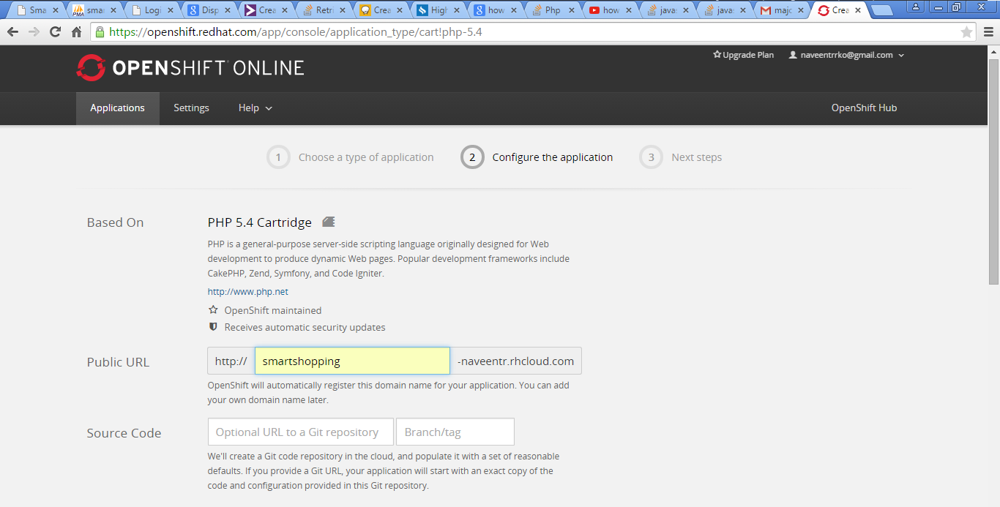 Sma
smar
Logi
Disp
Crea
Retri
Crea
High
how
Php
how
javas
javas
majo
Crea
https://openshift.redhat.com/app/console/application_type/cart!php-5.4
OPENSHIFT ONLINE
Upgrade Plan
naveentrrko@gmail.com
Applications
Settings
Help
OpenShift Hub
1 Choose a type of application
2 Configure the application
3 Next steps
Based On
PHP 5.4 Cartridge
PHP is a general-purpose server-side scripting language originally designed for Web
development to produce dynamic Web pages. Popular development frameworks include
CakePHP, Zend, Symfony, and Code Igniter.
http://www.php.net
OpenShift maintained
Receives automatic security updates
Public URL
http:// smartshopping -naveentr.rhcloud.com
OpenShift will automatically register this domain name for your application. You can add
your own domain name later.
Source Code
Optional URL to a Git repository
Branch/tag
We'll create a Git code repository in the cloud, and populate it with a set of reasonable
defaults. If you provide a Git URL, your application will start with an exact copy of the
code and configuration provided in this Git repository.